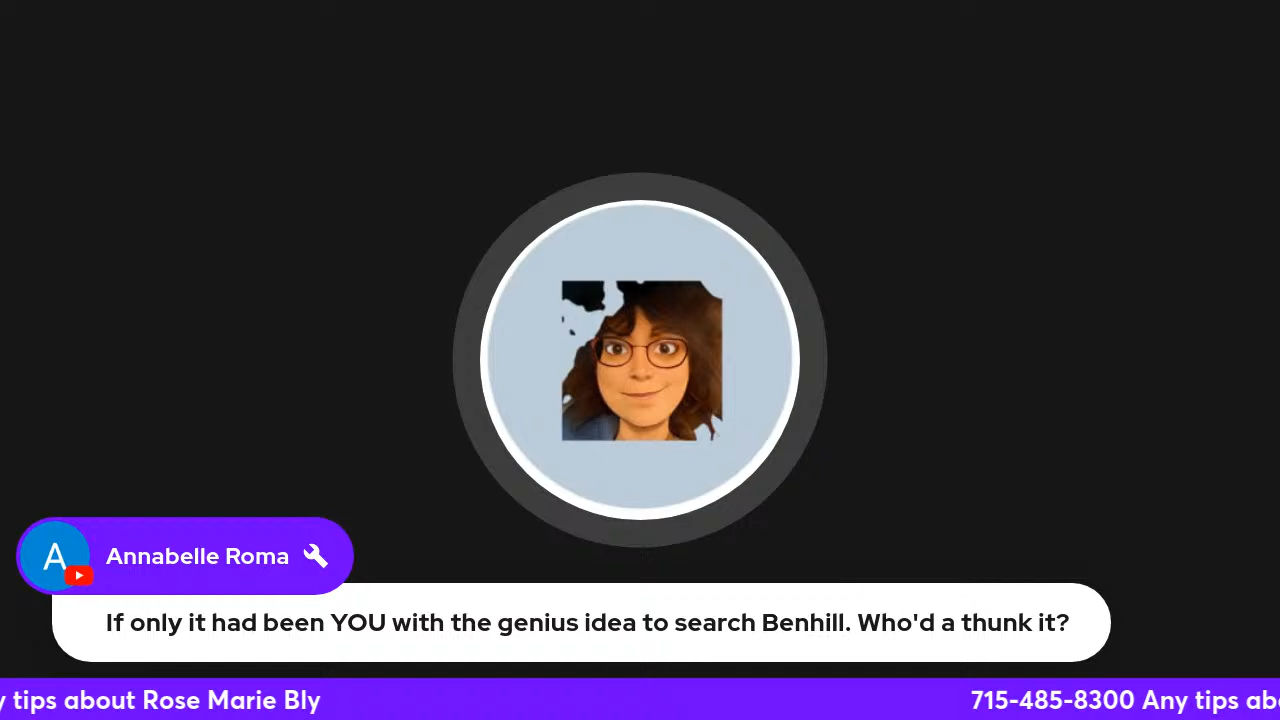 A
Annabelle Roma
If only it had been YOU with the genius idea to search Benhill. Who'd a thunk it?
y tips about Rose Marie Bly 715-485-8300 Any tips abo